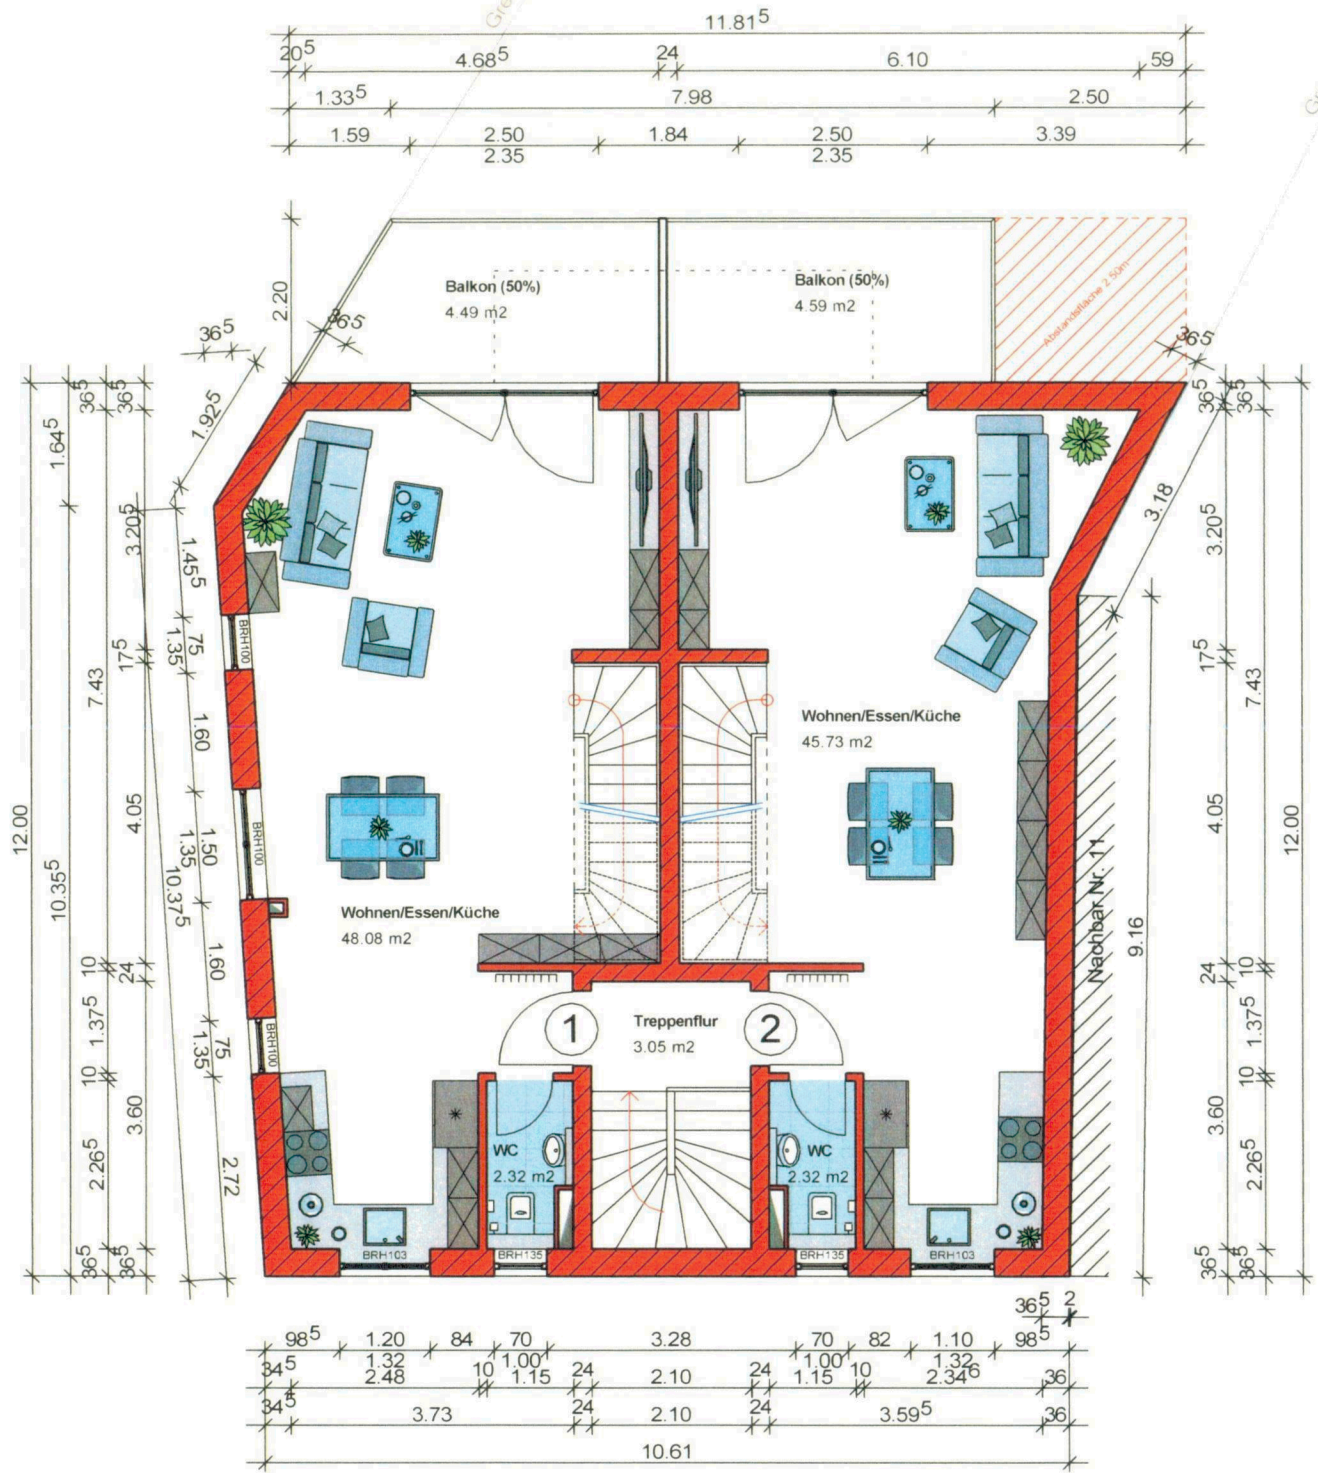 11.81⁵
20⁵ 4.68⁵ 24 6.10 59
1.33⁵ 7.98 2.50
1.59 2.50 1.84 2.50 3.39
2.35 2.35
2.20
Balkon (50%)
4.49 m2
Balkon (50%)
4.59 m2
Abstandsfläche 2.50m
36⁵
36⁵
36⁵
1.92⁵
3.18
12.00
1.64⁵
10.35⁵
36⁵
7.43
10
1.37⁵
10
2.26⁵
36⁵
36⁵
3.20⁵
17⁵
4.05
24
3.60
36⁵
10.37⁵
1.45⁵
75
1.35
1.60
1.50
1.35
1.60
75
1.35
2.72
BRH100
BRH100
BRH100
Wohnen/Essen/Küche
48.08 m2
Wohnen/Essen/Küche
45.73 m2
Treppenflur
3.05 m2
1
2
WC
2.32 m2
WC
2.32 m2
BRH103
BRH135
BRH135
BRH103
Nachbar Nr. 11
9.16
36⁵
3.20⁵
17⁵
4.05
24
3.60
36⁵
36⁵
7.43
10
1.37⁵
10
2.26⁵
36⁵
12.00
36⁵ 2
98⁵ 1.20 84 70 3.28 70 82 1.10 98⁵
1.32 1.00 1.00 1.32
34⁵ 2.48 10 1.15 24 2.10 24 1.15 10 2.34⁶ 36
34⁵ 3.73 24 2.10 24 3.59⁵ 36
10.61